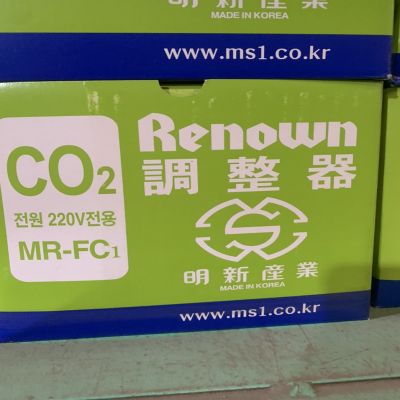 明新産業
MADE IN KOREA
www.ms1.co.kr
Renown
CO2
調整器
전원 220V전용
MR-FC1
明新産業
MADE IN KOREA
www.ms1.co.kr